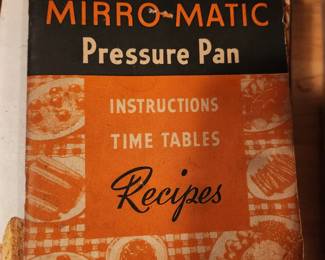 MIRRO-MATIC
Pressure Pan
INSTRUCTIONS
TIME TABLES
Recipes